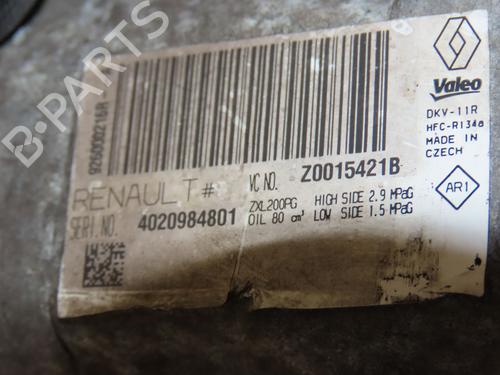 926000216R
Valeo
DKV-11R
HFC-R134a
MADE IN
CZECH
AR1
RENAULT #
VC NO. Z0015421B
SERI.NO. 4020984801
ZXL200PG HIGH SIDE 2.9 MPaG
OIL 80 cm³ LOW SIDE 1.5 MPaG
B-PARTS